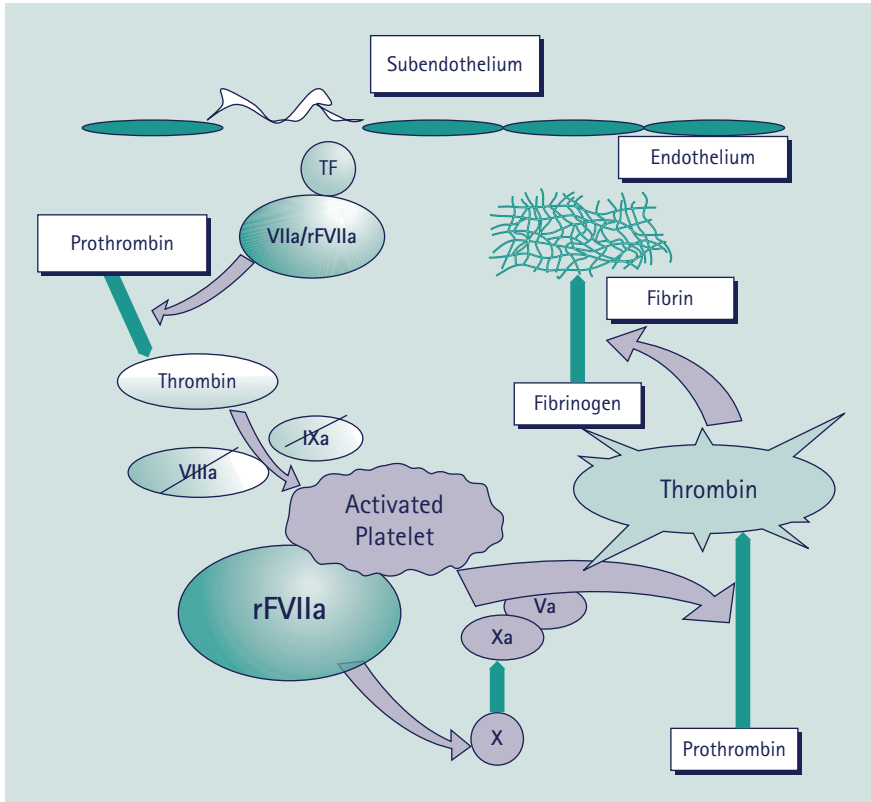 Subendothelium
Endothelium
TF
VIIa/rFVIIa
Prothrombin
Fibrin
Thrombin
Fibrinogen
IXa
VIIIa
Thrombin
Activated
Platelet
rFVIIa
Va
Xa
X
Prothrombin